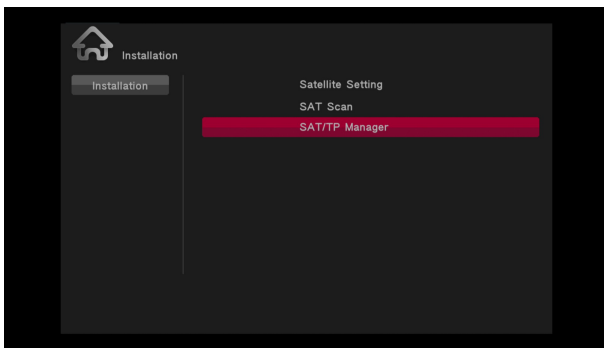 Installation
Installation
Satellite Setting
SAT Scan
SAT/TP Manager